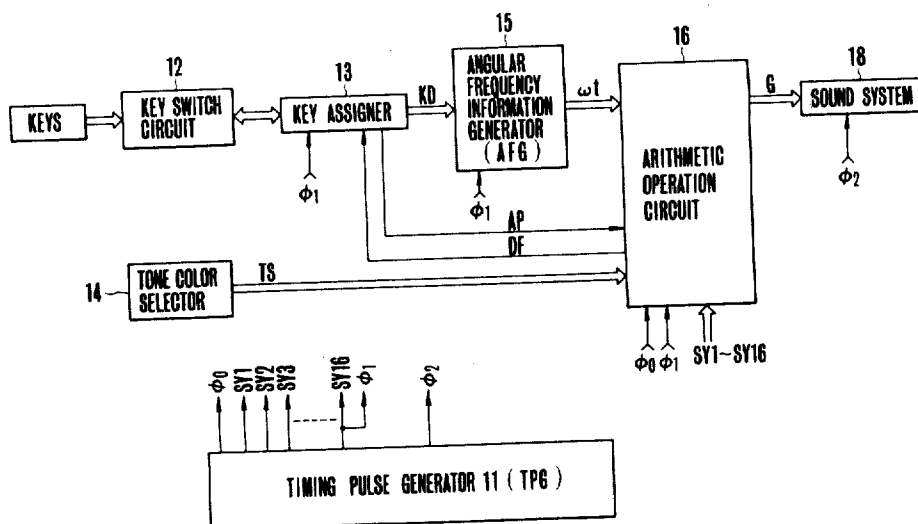 15
16
12
13
18
ANGULAR
FREQUENCY
INFORMATION
GENERATOR
(AFG)
KEYS
KEY SWITCH
CIRCUIT
KEY ASSIGNER
KD
ωt
G
SOUND SYSTEM
ARITHMETIC
OPERATION
CIRCUIT
ϕ1
ϕ1
ϕ2
AP
DF
14
TONE COLOR
SELECTOR
TS
ϕ0
ϕ1
SY1~SY16
ϕ0
SY1
SY2
SY3
SY16
ϕ1
ϕ2
TIMING PULSE GENERATOR 11 (TPG)